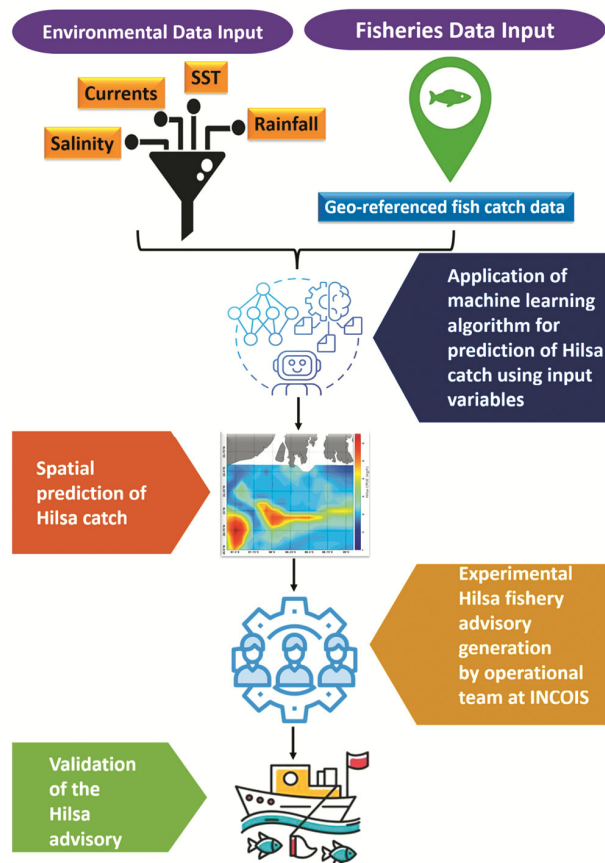 Environmental Data Input
Fisheries Data Input
SST
Currents
Rainfall
Salinity
Geo-referenced fish catch data
Application of
machine learning
algorithm for
prediction of Hilsa
catch using input
variables
Spatial
prediction of
Hilsa catch
Experimental
Hilsa fishery
advisory
generation
by operational
team at INCOIS
Validation
of the
Hilsa
advisory